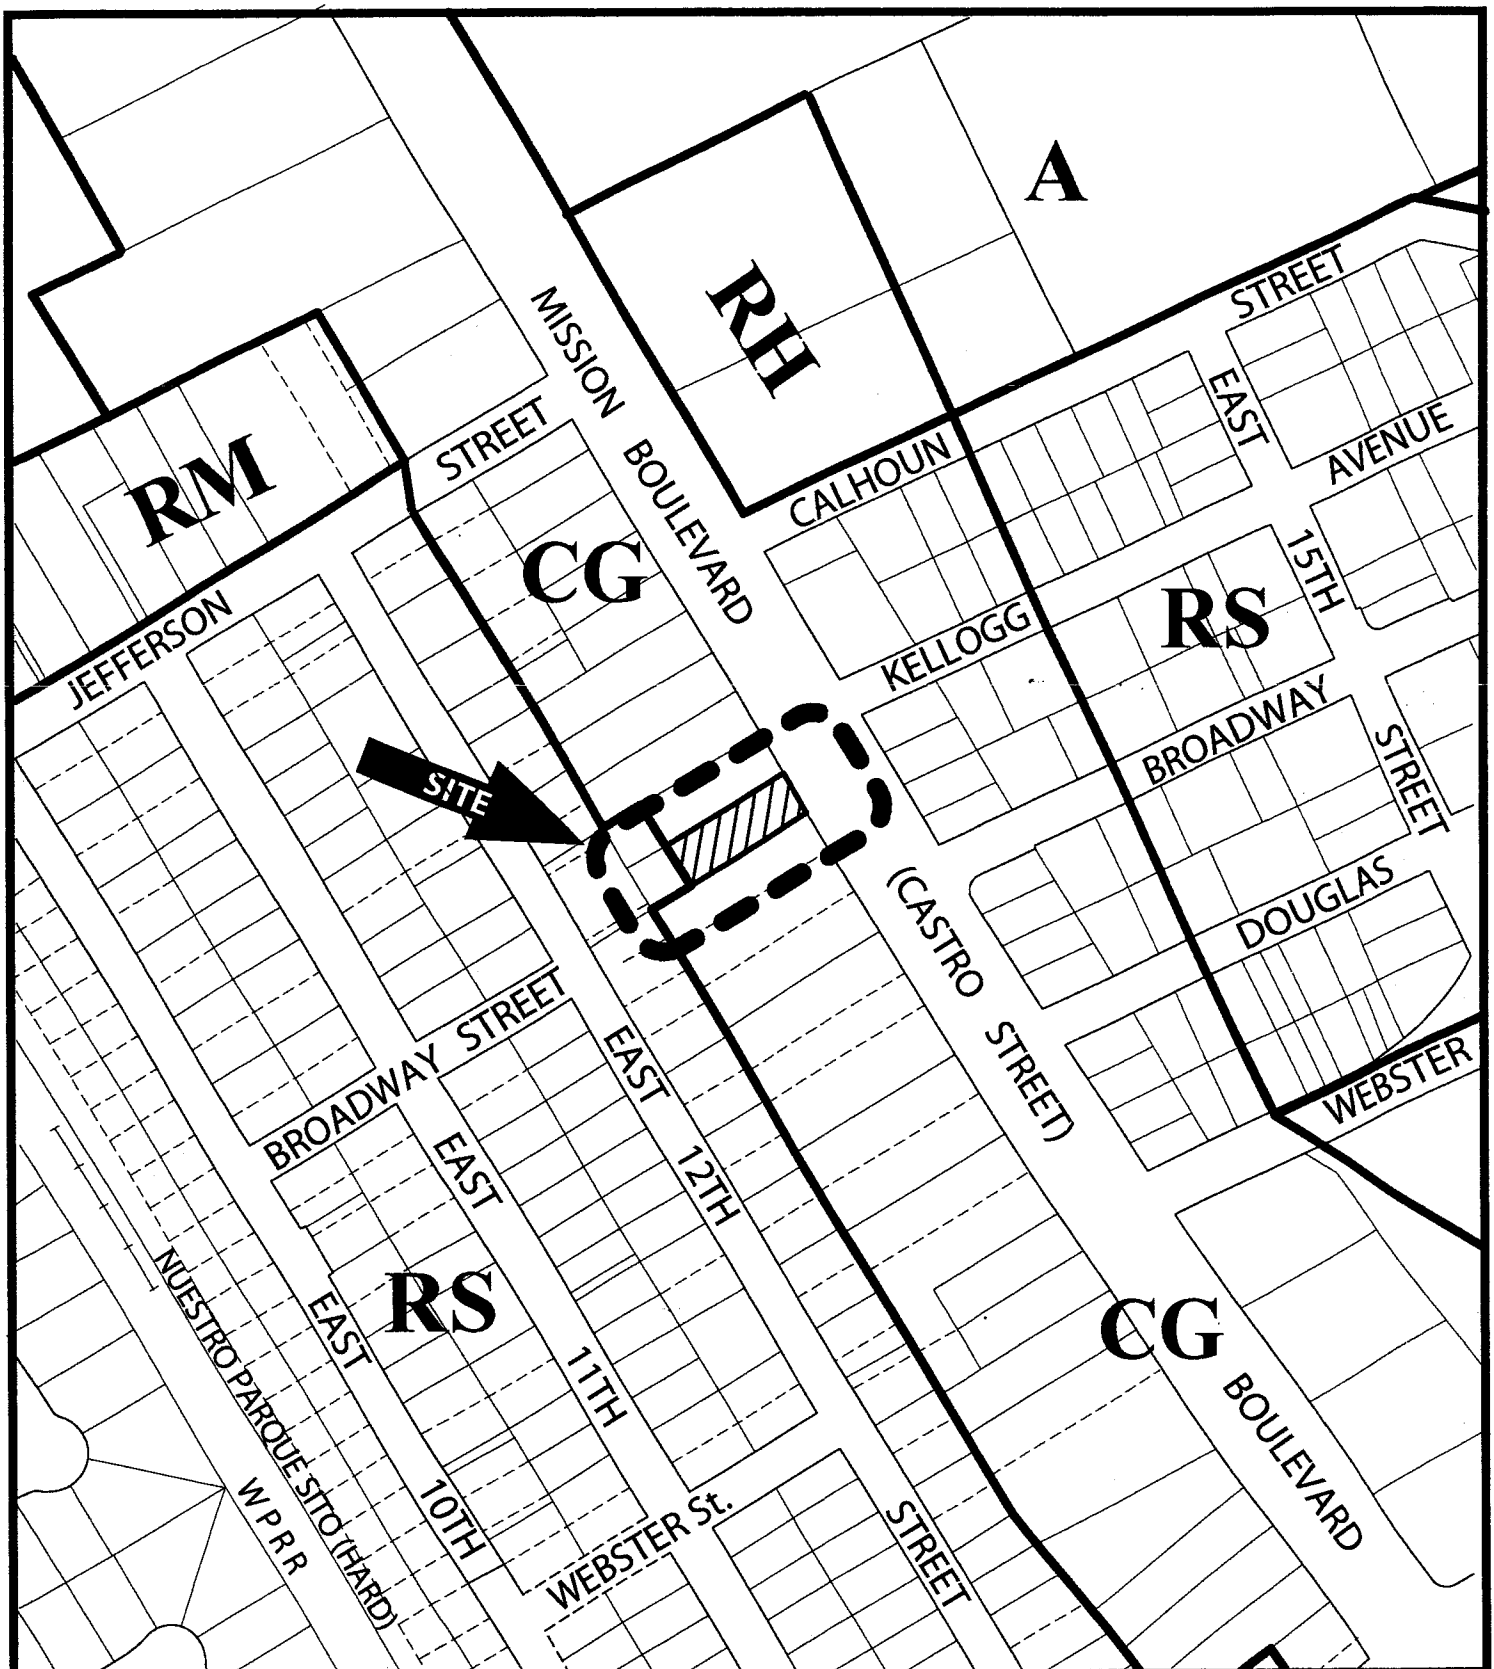 A
RH
STREET
MISSION BOULEVARD
EAST
AVENUE
STREET
CALHOUN
RM
CG
15TH
RS
KELLOGG
JEFFERSON
BROADWAY
STREET
SITE
DOUGLAS
(CASTRO STREET)
WEBSTER
BROADWAY STREET
EAST
12TH
EAST
RS
EAST
11TH
CG
BOULEVARD
NUESTRO PARQUE SITO (HARD)
W P R R
10TH
WEBSTER St.
STREET